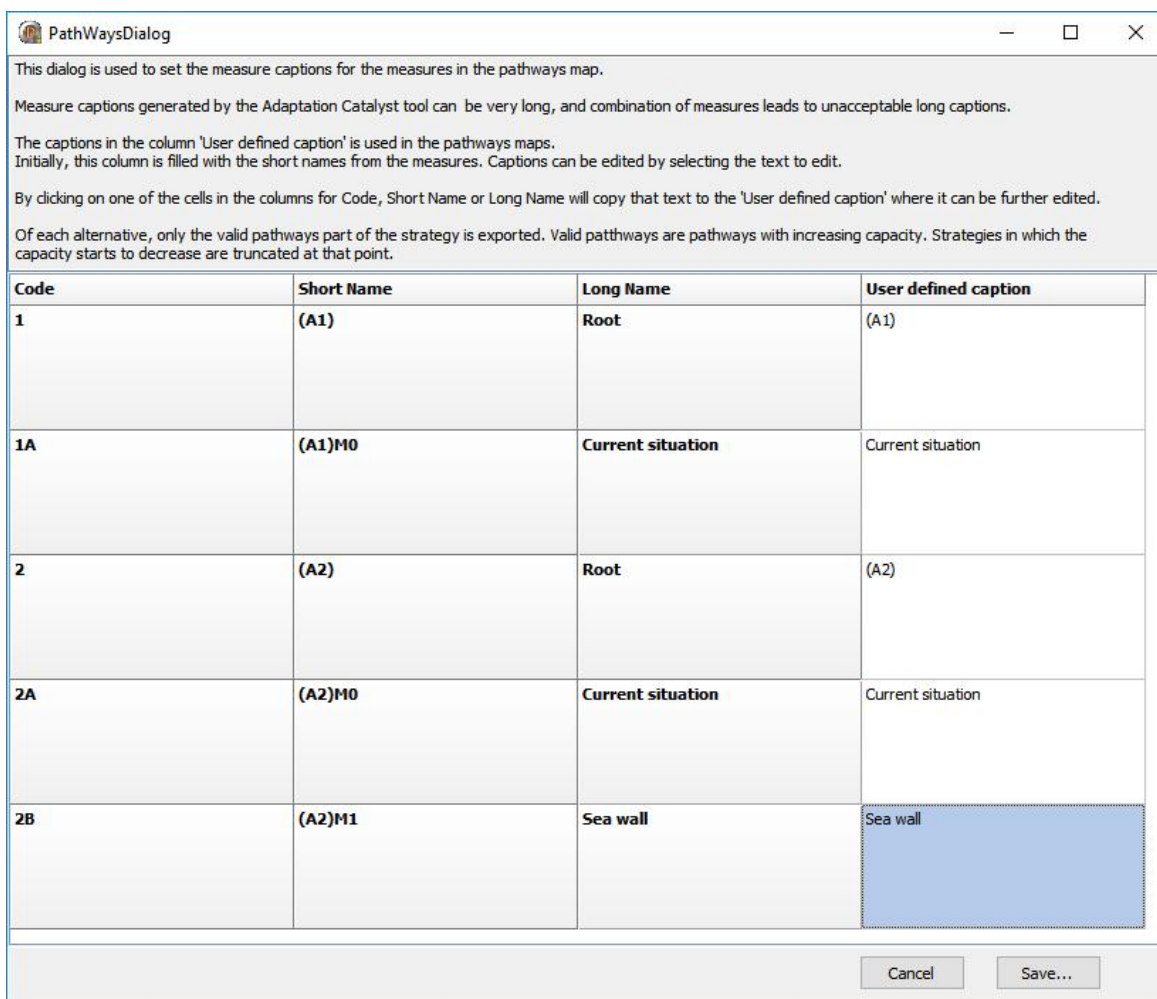 PathWaysDialog
This dialog is used to set the measure captions for the measures in the pathways map.
Measure captions generated by the Adaptation Catalyst tool can  be very long, and combination of measures leads to unacceptable long captions.
The captions in the column 'User defined caption' is used in the pathways maps.
Initially, this column is filled with the short names from the measures. Captions can be edited by selecting the text to edit.
By clicking on one of the cells in the columns for Code, Short Name or Long Name will copy that text to the 'User defined caption' where it can be further edited.
Of each alternative, only the valid pathways part of the strategy is exported. Valid patthways are pathways with increasing capacity. Strategies in which the
capacity starts to decrease are truncated at that point.
Code Short Name Long Name User defined caption
1 (A1) Root (A1)
1A (A1)M0 Current situation Current situation
2 (A2) Root (A2)
2A (A2)M0 Current situation Current situation
2B (A2)M1 Sea wall Sea wall
Cancel Save...